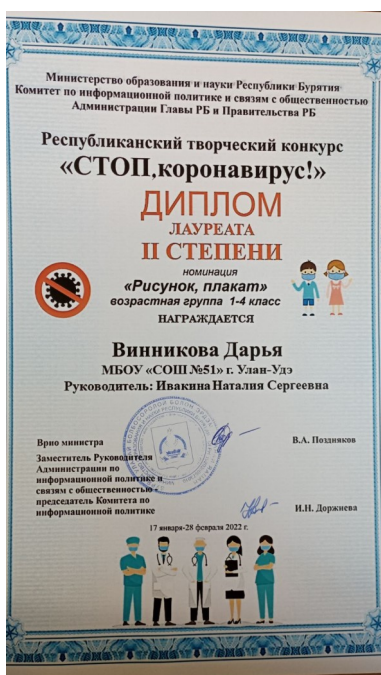 Министерство образования и науки Республики Бурятия
Комитет по информационной политике и связям с общественностью
Администрации Главы РБ и Правительства РБ
Республиканский творческий конкурс
«СТОП,коронавирус!»
ДИПЛОМ
ЛАУРЕАТА
II СТЕПЕНИ
номинация
«Рисунок, плакат»
возрастная группа 1-4 класс
НАГРАЖДАЕТСЯ
Винникова Дарья
МБОУ «СОШ №51» г. Улан-Удэ
Руководитель: Ивакина Наталия Сергеевна
Врио министра
В.А. Поздняков
Заместитель Руководителя
Администрации по
информационной политике и
связям с общественностью -
председатель Комитета по
информационной политике
И.Н. Доржиева
17 января-28 февраля 2022 г.